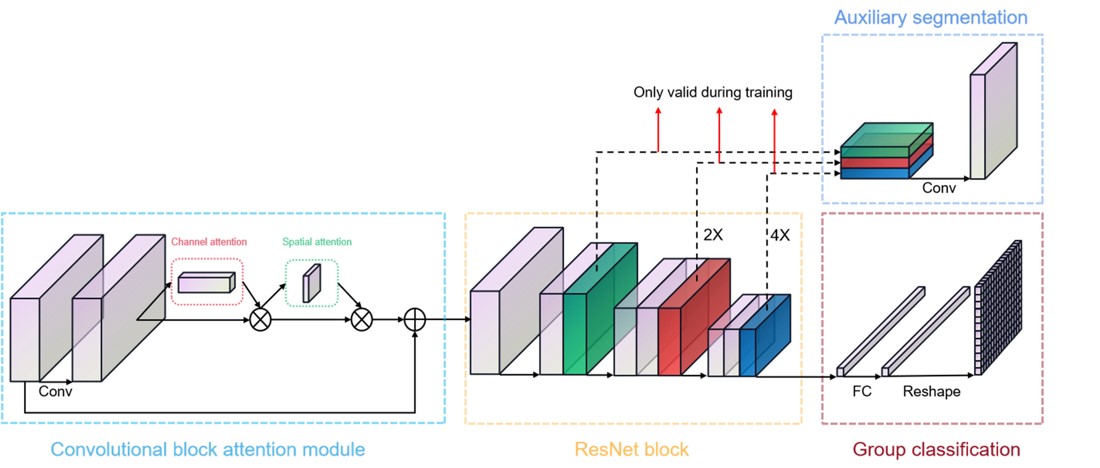 Auxiliary segmentation
Only valid during training
Conv
Channel attention
Spatial attention
2X
4X
Conv
FC
Reshape
Convolutional block attention module
ResNet block
Group classification